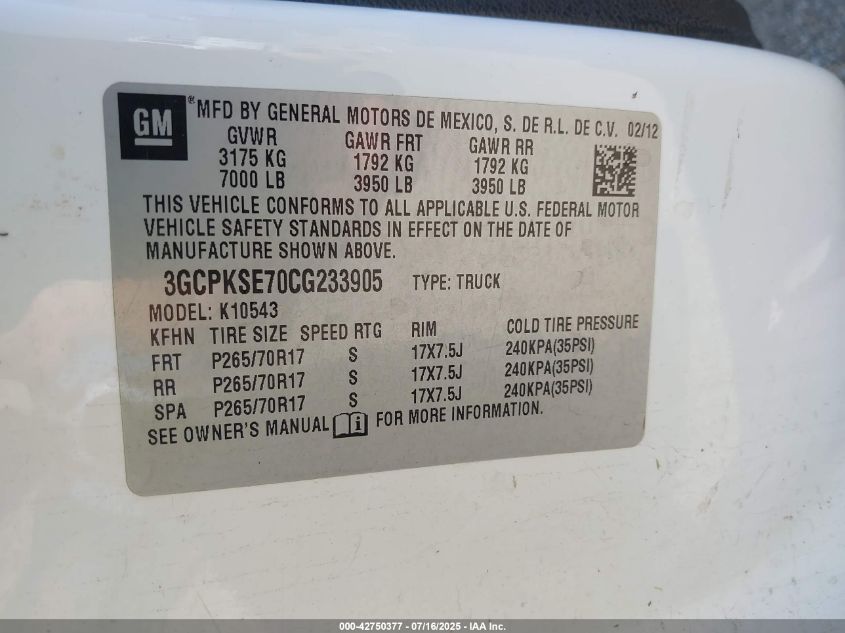 GM ® MFD BY GENERAL MOTORS DE MEXICO, S. DE R.L. DE C.V. 02/12
GVWR GAWR FRT GAWR RR
3175 KG 1792 KG 1792 KG
7000 LB 3950 LB 3950 LB
THIS VEHICLE CONFORMS TO ALL APPLICABLE U.S. FEDERAL MOTOR
VEHICLE SAFETY STANDARDS IN EFFECT ON THE DATE OF
MANUFACTURE SHOWN ABOVE.
3GCPKSE70CG233905 TYPE: TRUCK
MODEL: K10543
KFHN TIRE SIZE SPEED RTG RIM COLD TIRE PRESSURE
FRT P265/70R17 S 17X7.5J 240KPA(35PSI)
RR P265/70R17 S 17X7.5J 240KPA(35PSI)
SPA P265/70R17 S 17X7.5J 240KPA(35PSI)
SEE OWNER'S MANUAL i FOR MORE INFORMATION.
000-42750377 - 07/16/2025 - IAA Inc.